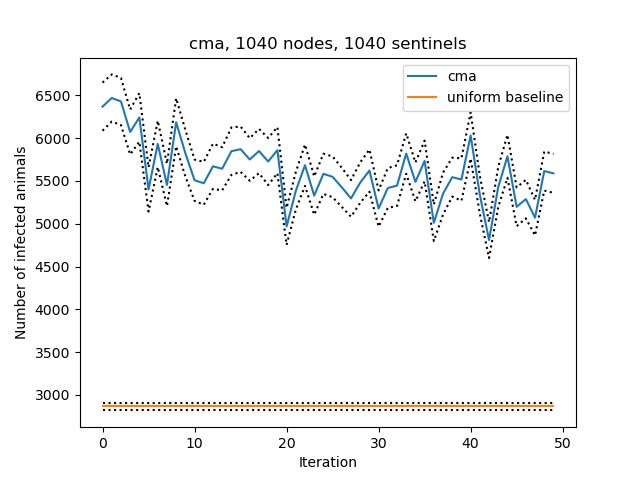 cma, 1040 nodes, 1040 sentinels
cma
uniform baseline
Number of infected animals
6500
6000
5500
5000
4500
4000
3500
3000
0 10 20 30 40 50
Iteration